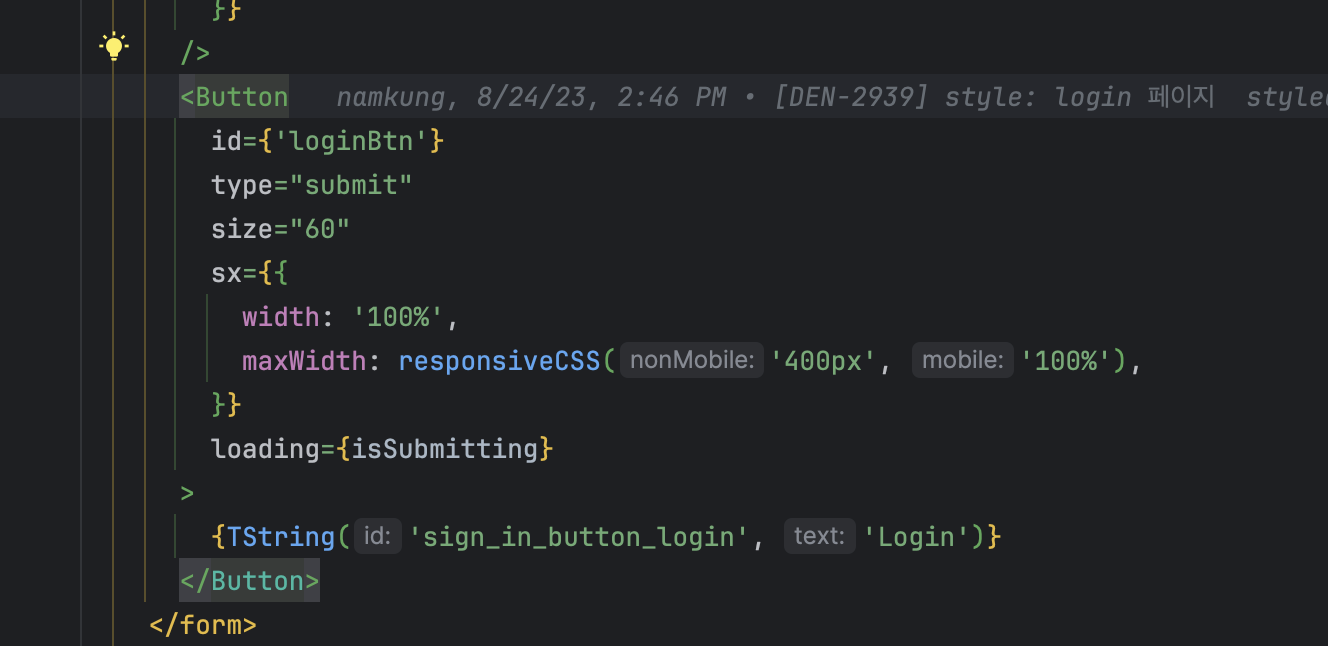 }}
/>
<Button namkung, 8/24/23, 2:46 PM • [DEN-2939] style: login 페이지 styled
id={'loginBtn'}
type="submit"
size="60"
sx={{
width: '100%',
maxWidth: responsiveCSS( nonMobile: '400px', mobile: '100%'),
}}
loading={isSubmitting}
>
{TString( id: 'sign_in_button_login', text: 'Login')}
</Button>
</form>